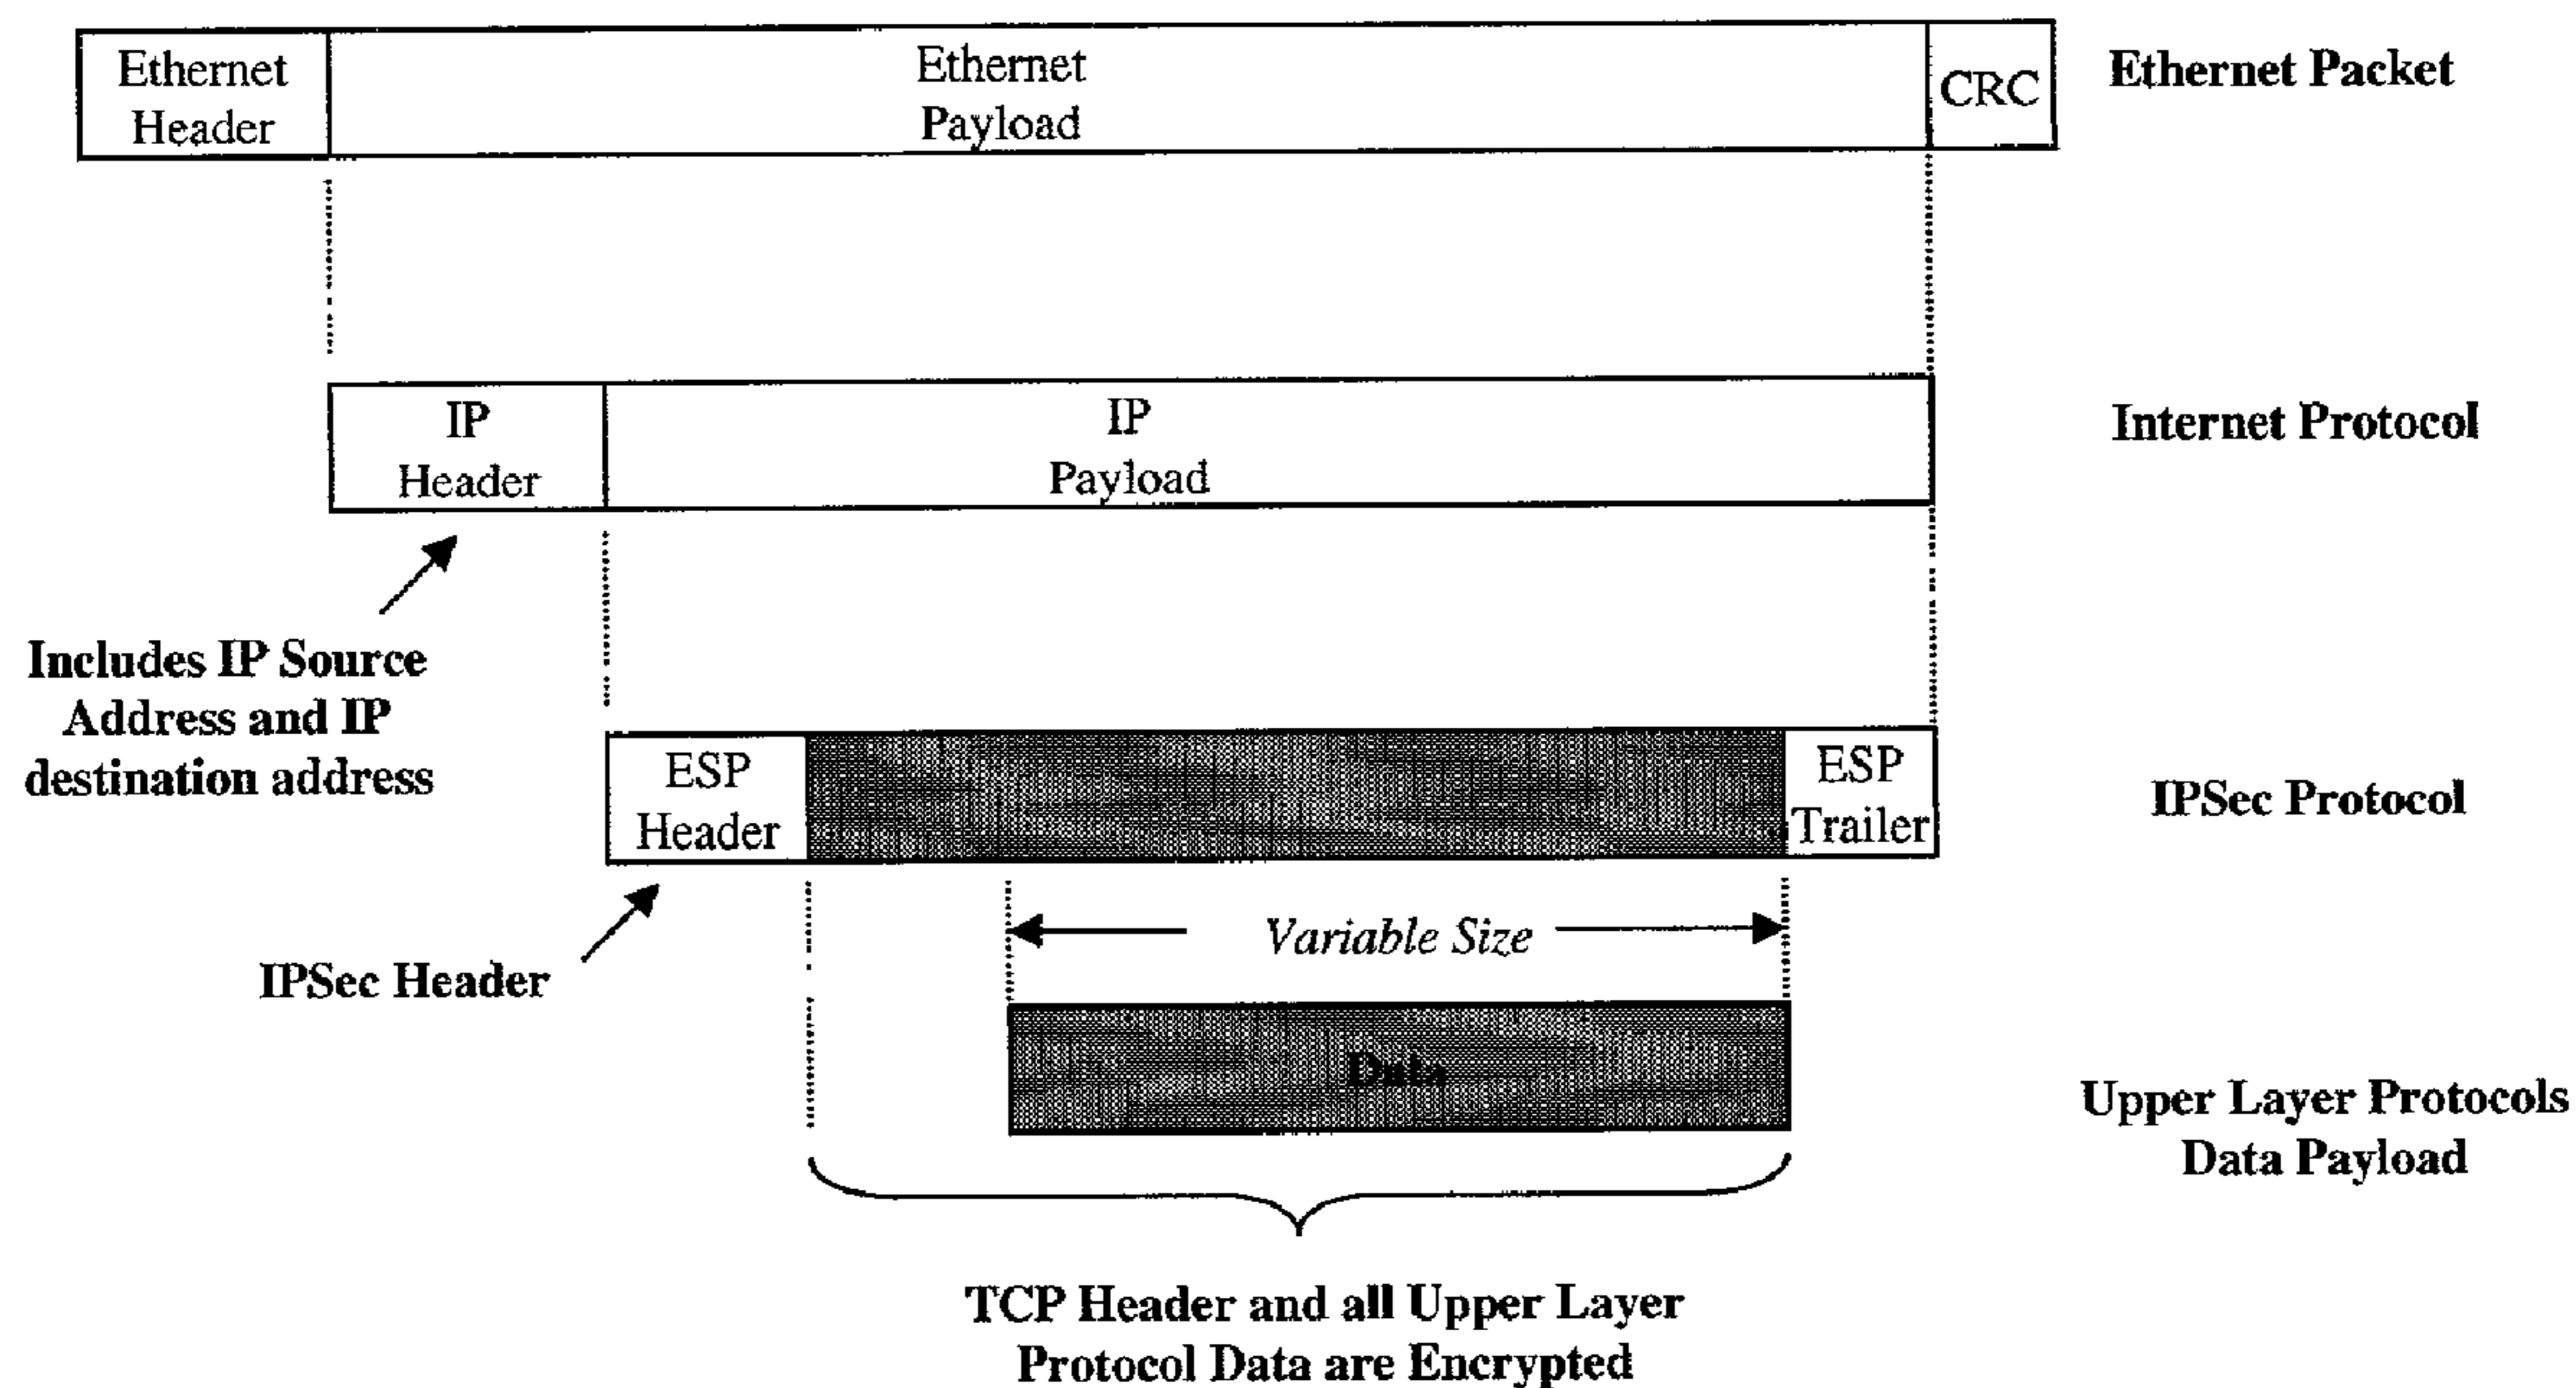 Ethernet
Header
Ethernet
Payload
CRC
Ethernet Packet
IP
Header
IP
Payload
Internet Protocol
Includes IP Source
Address and IP
destination address
ESP
Header
ESP
Trailer
IPSec Protocol
IPSec Header
Variable Size
Data
Upper Layer Protocols
Data Payload
TCP Header and all Upper Layer
Protocol Data are Encrypted